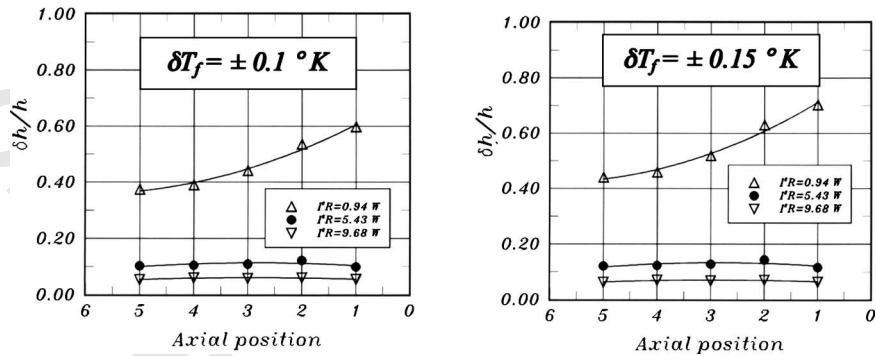 δT_f = ± 0.1 °K
δh/h
1.00
0.80
0.60
0.40
0.20
0.00
△ I²R=0.94 W
● I²R=5.43 W
▽ I²R=9.68 W
6 5 4 3 2 1 0
Axial position
δT_f = ± 0.15 °K
δh/h
1.00
0.80
0.60
0.40
0.20
0.00
△ I²R=0.94 W
● I²R=5.43 W
▽ I²R=9.68 W
6 5 4 3 2 1 0
Axial position